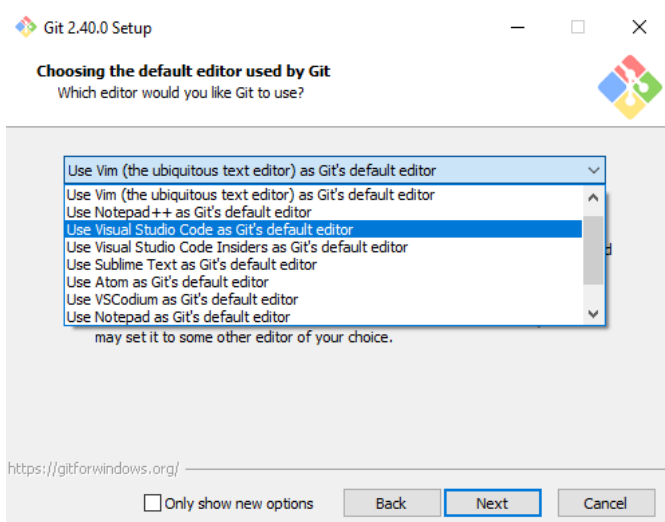 Git 2.40.0 Setup
Choosing the default editor used by Git
Which editor would you like Git to use?
Use Vim (the ubiquitous text editor) as Git's default editor
Use Vim (the ubiquitous text editor) as Git's default editor
Use Notepad++ as Git's default editor
Use Visual Studio Code as Git's default editor
Use Visual Studio Code Insiders as Git's default editor
Use Sublime Text as Git's default editor
Use Atom as Git's default editor
Use VSCodium as Git's default editor
Use Notepad as Git's default editor
may set it to some other editor of your choice.
https://gitforwindows.org/
Only show new options
Back
Next
Cancel